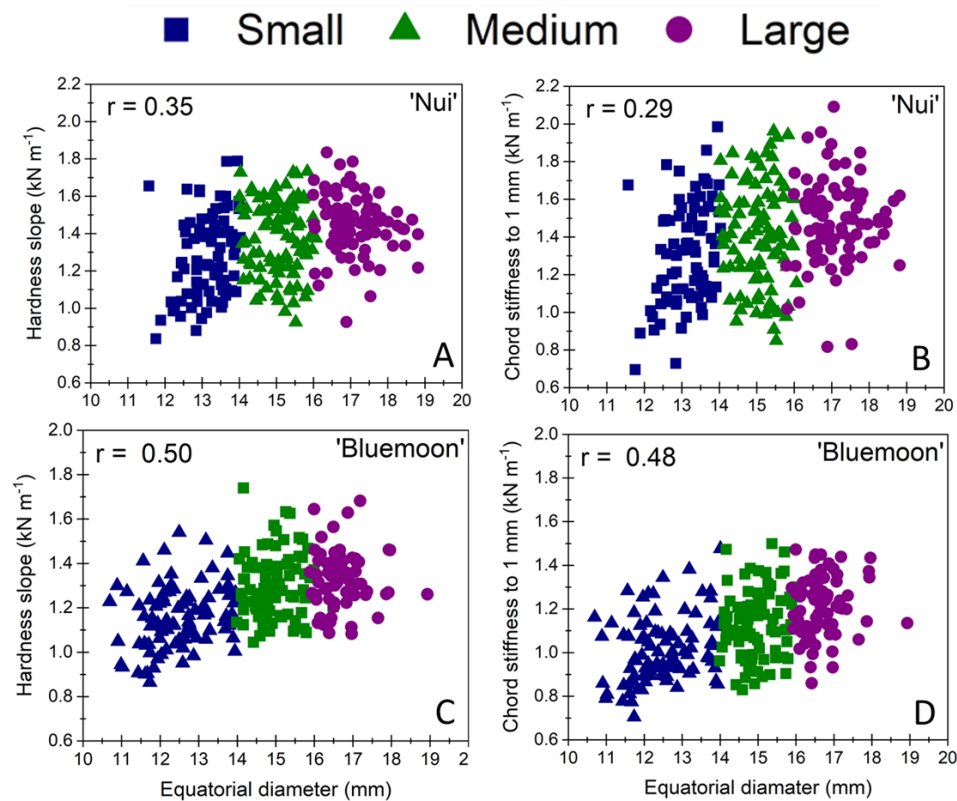 Small Medium Large
r = 0.35 'Nui'
Hardness slope (kN m⁻¹)
2.2
2.0
1.8
1.6
1.4
1.2
1.0
0.8
0.6
A
10 11 12 13 14 15 16 17 18 19 20
r = 0.29 'Nui'
Chord stiffness to 1 mm (kN m⁻¹)
2.2
2.0
1.8
1.6
1.4
1.2
1.0
0.8
0.6
B
10 11 12 13 14 15 16 17 18 19 20
r = 0.50 'Bluemoon'
Hardness slope (kN m⁻¹)
2.0
1.8
1.6
1.4
1.2
1.0
0.8
0.6
C
10 11 12 13 14 15 16 17 18 19 2
Equatorial diameter (mm)
r = 0.48 'Bluemoon'
Chord stiffness to 1 mm (kN m⁻¹)
2.0
1.8
1.6
1.4
1.2
1.0
0.8
0.6
D
10 11 12 13 14 15 16 17 18 19 20
Equatorial diameter (mm)